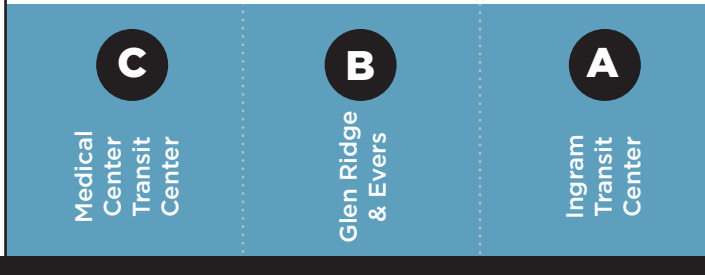 C
Medical
Center
Transit
Center
B
Glen Ridge
& Evers
A
Ingram
Transit
Center